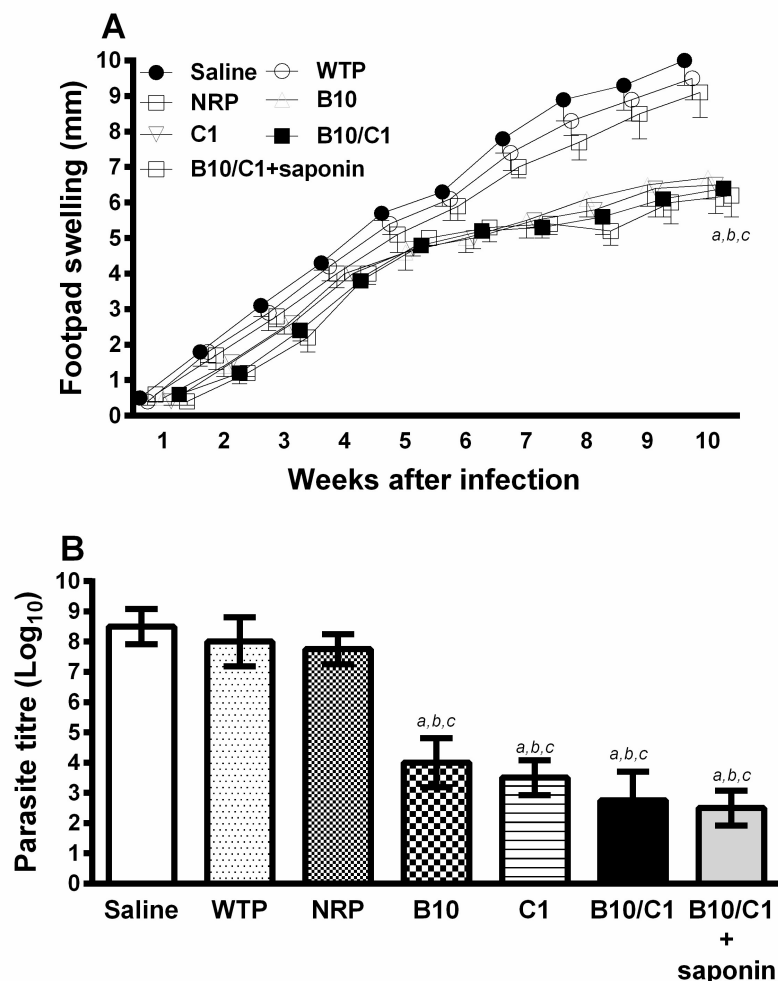 A
Footpad swelling (mm)
10
9
8
7
6
5
4
3
2
1
0
Saline
WTP
NRP
B10
C1
B10/C1
B10/C1+saponin
a,b,c
1 2 3 4 5 6 7 8 9 10
Weeks after infection
B
Parasite titre (Log10)
10
9
8
7
6
5
4
3
2
1
0
a,b,c a,b,c a,b,c a,b,c
Saline WTP NRP B10 C1 B10/C1 B10/C1
+
saponin